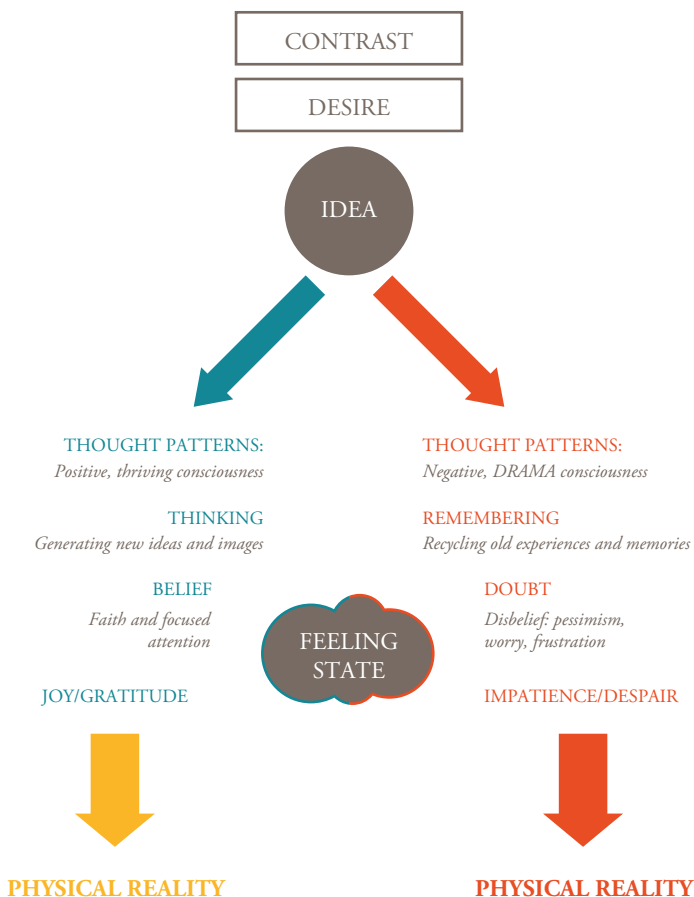 CONTRAST
DESIRE
IDEA
THOUGHT PATTERNS:
Positive, thriving consciousness
THINKING
Generating new ideas and images
BELIEF
Faith and focused
attention
JOY/GRATITUDE
PHYSICAL REALITY
FEELING
STATE
THOUGHT PATTERNS:
Negative, DRAMA consciousness
REMEMBERING
Recycling old experiences and memories
DOUBT
Disbelief: pessimism,
worry, frustration
IMPATIENCE/DESPAIR
PHYSICAL REALITY